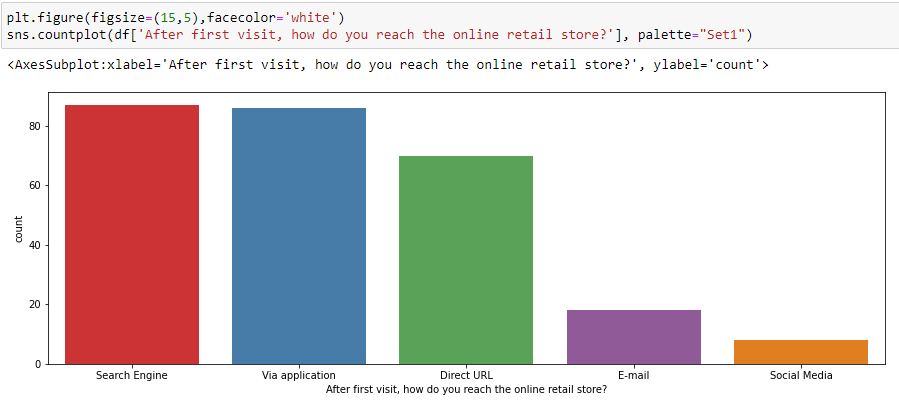 plt.figure(figsize=(15,5),facecolor='white')
sns.countplot(df['After first visit, how do you reach the online retail store?'], palette="Set1")
<AxesSubplot:xlabel='After first visit, how do you reach the online retail store?', ylabel='count'>
80
60
40
20
0
count
Search Engine Via application Direct URL E-mail Social Media
After first visit, how do you reach the online retail store?